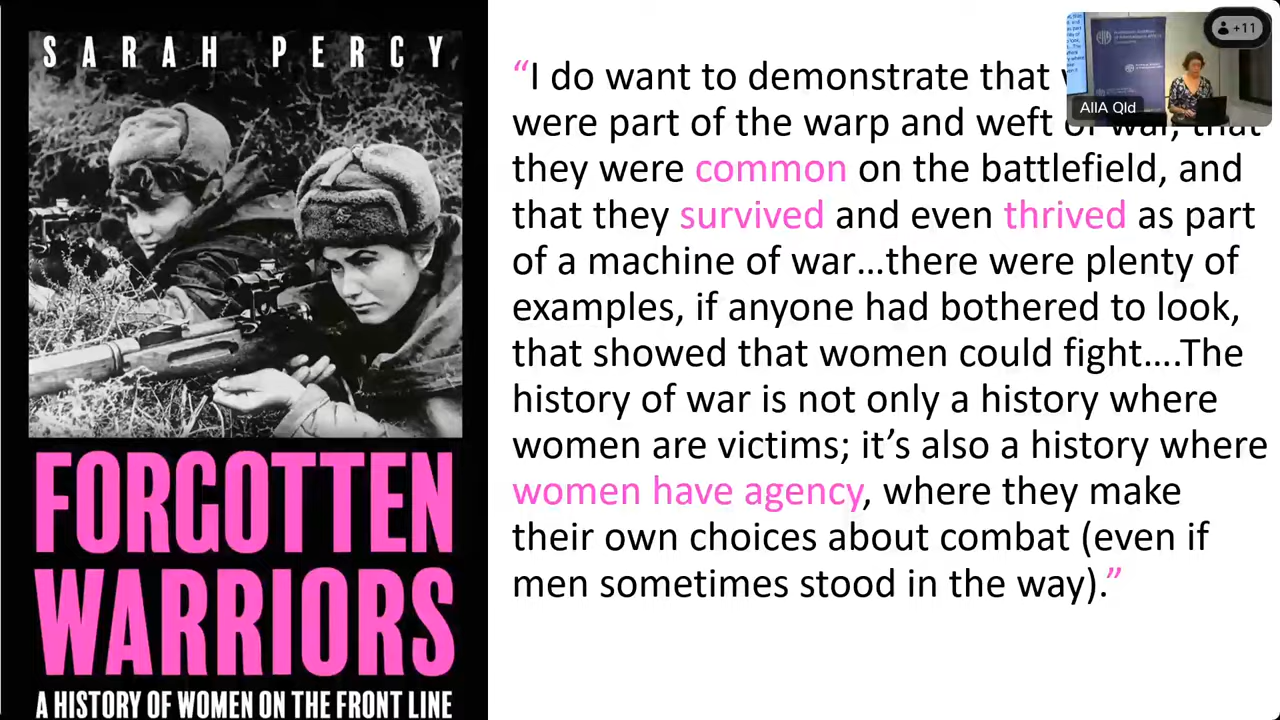 SARAH PERCY
FORGOTTEN
WARRIORS
A HISTORY OF WOMEN ON THE FRONT LINE
“I do want to demonstrate that
were part of the warp and weft of war, that
they were common on the battlefield, and
that they survived and even thrived as part
of a machine of war...there were plenty of
examples, if anyone had bothered to look,
that showed that women could fight....The
history of war is not only a history where
women are victims; it’s also a history where
women have agency, where they make
their own choices about combat (even if
men sometimes stood in the way).”
+11
AIIA Qld